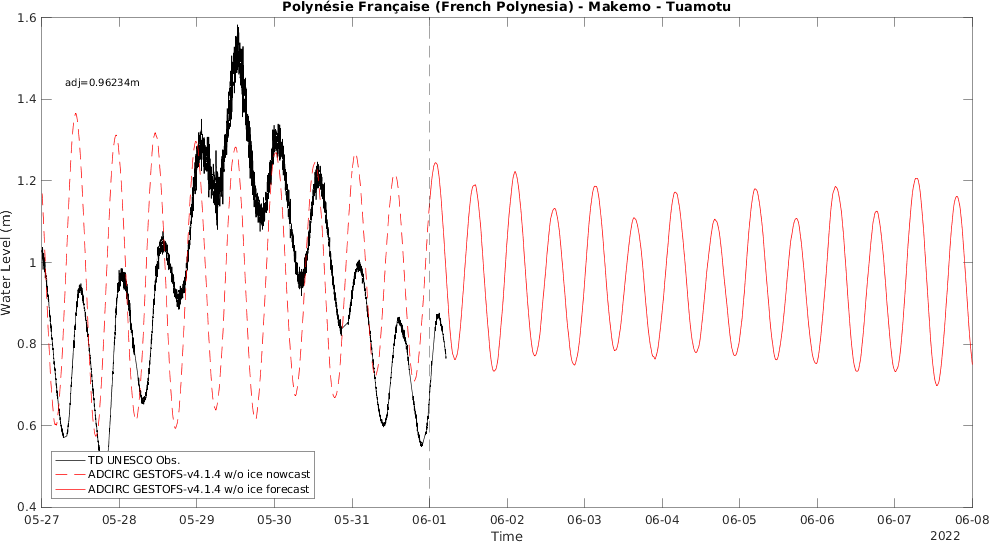 Polynésie Française (French Polynesia) - Makemo - Tuamotu
1.6
1.4
1.2
1
0.8
0.6
0.4
Water Level (m)
adj=0.96234m
TD UNESCO Obs.
ADCIRC GESTOFS-v4.1.4 w/o ice nowcast
ADCIRC GESTOFS-v4.1.4 w/o ice forecast
05-27 05-28 05-29 05-30 05-31 06-01 06-02 06-03 06-04 06-05 06-06 06-07 06-08
Time
2022